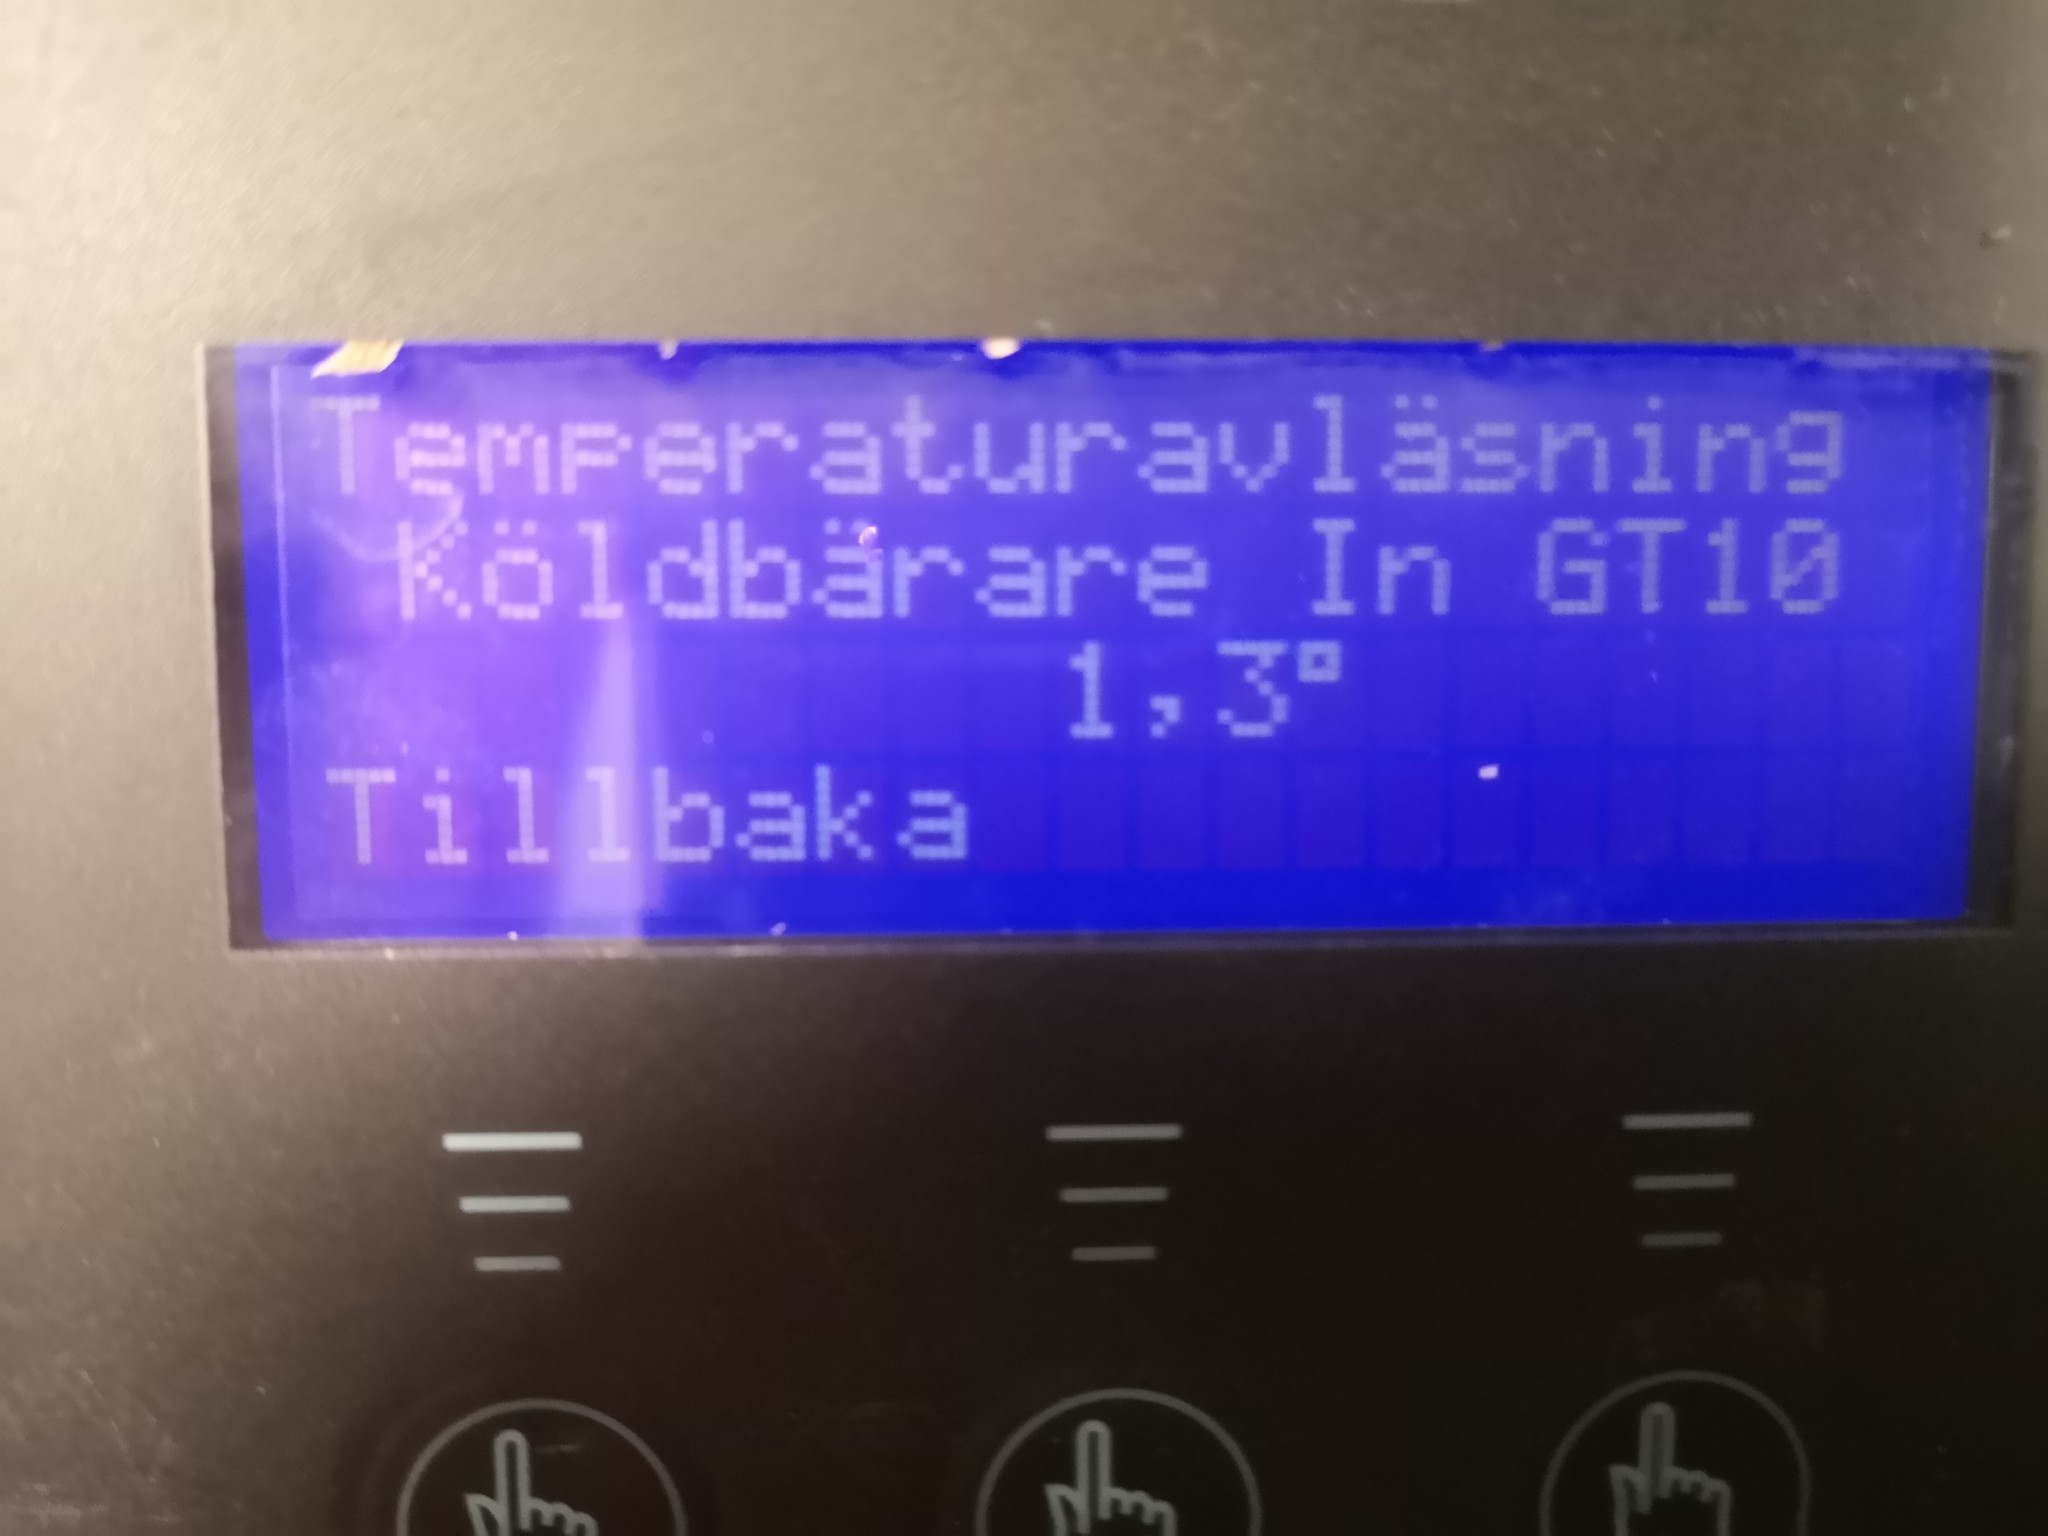 Temperaturavläsning
Köldbärare In GT10
1,3°
Tillbaka